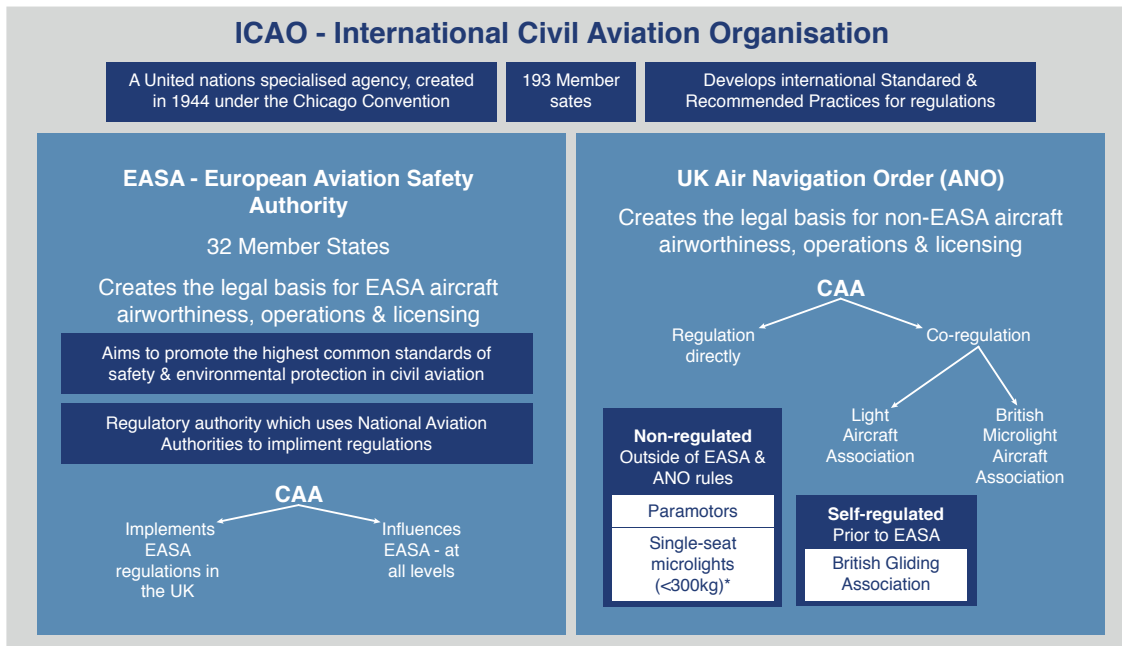 ICAO - International Civil Aviation Organisation
A United nations specialised agency, created
in 1944 under the Chicago Convention
193 Member
sates
Develops international Standared &
Recommended Practices for regulations
EASA - European Aviation Safety
Authority
32 Member States
Creates the legal basis for EASA aircraft
airworthiness, operations & licensing
Aims to promote the highest common standards of
safety & environmental protection in civil aviation
Regulatory authority which uses National Aviation
Authorities to impliment regulations
CAA
Implements
EASA
regulations in
the UK
Influences
EASA - at
all levels
UK Air Navigation Order (ANO)
Creates the legal basis for non-EASA aircraft
airworthiness, operations & licensing
CAA
Regulation
directly
Co-regulation
Light
Aircraft
Association
British
Microlight
Aircraft
Association
Non-regulated
Outside of EASA &
ANO rules
Paramotors
Single-seat
microlights
(<300kg)*
Self-regulated
Prior to EASA
British Gliding
Association